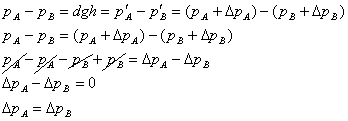 p_A − p_B = dgh = p'_A − p'_B = (p_A + Δp_A) − (p_B + Δp_B)
p_A − p_B = (p_A + Δp_A) − (p_B + Δp_B)
p_A − p_A − p_B + p_B = Δp_A − Δp_B
Δp_A − Δp_B = 0
Δp_A = Δp_B